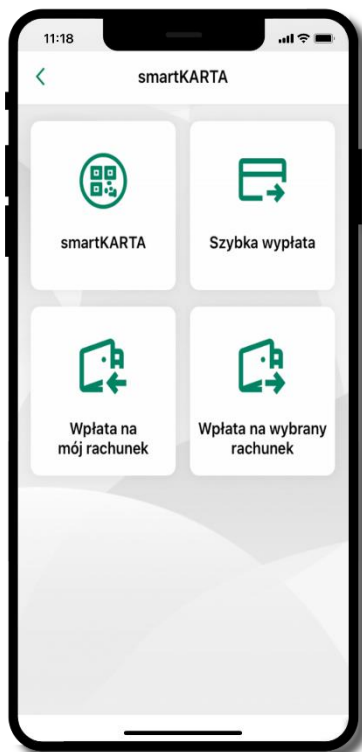 11:18
smartKARTA
smartKARTA
Szybka wypłata
Wpłata na
mój rachunek
Wpłata na wybrany
rachunek